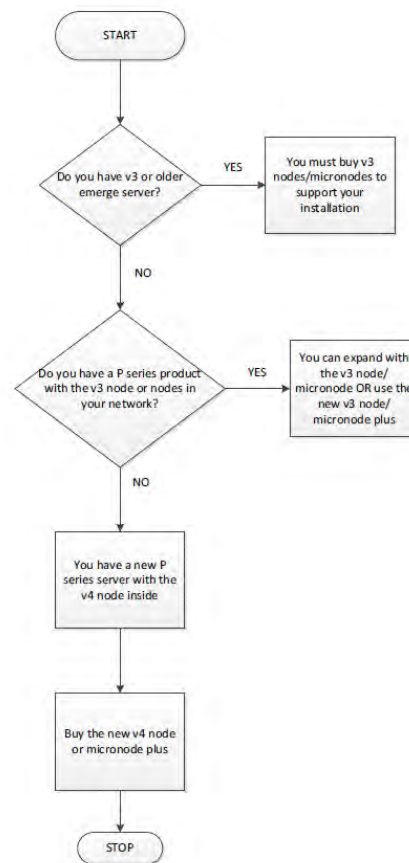 START
Do you have v3 or older
emerge server?
YES
You must buy v3
nodes/micronodes to
support your
installation
NO
Do you have a P series product
with the v3 node or nodes in
your network?
YES
You can expand with
the v3 node/
micronode OR use the
new v3 node/
micronode plus
NO
You have a new P
series server with the
v4 node inside
Buy the new v4 node
or micronode plus
STOP